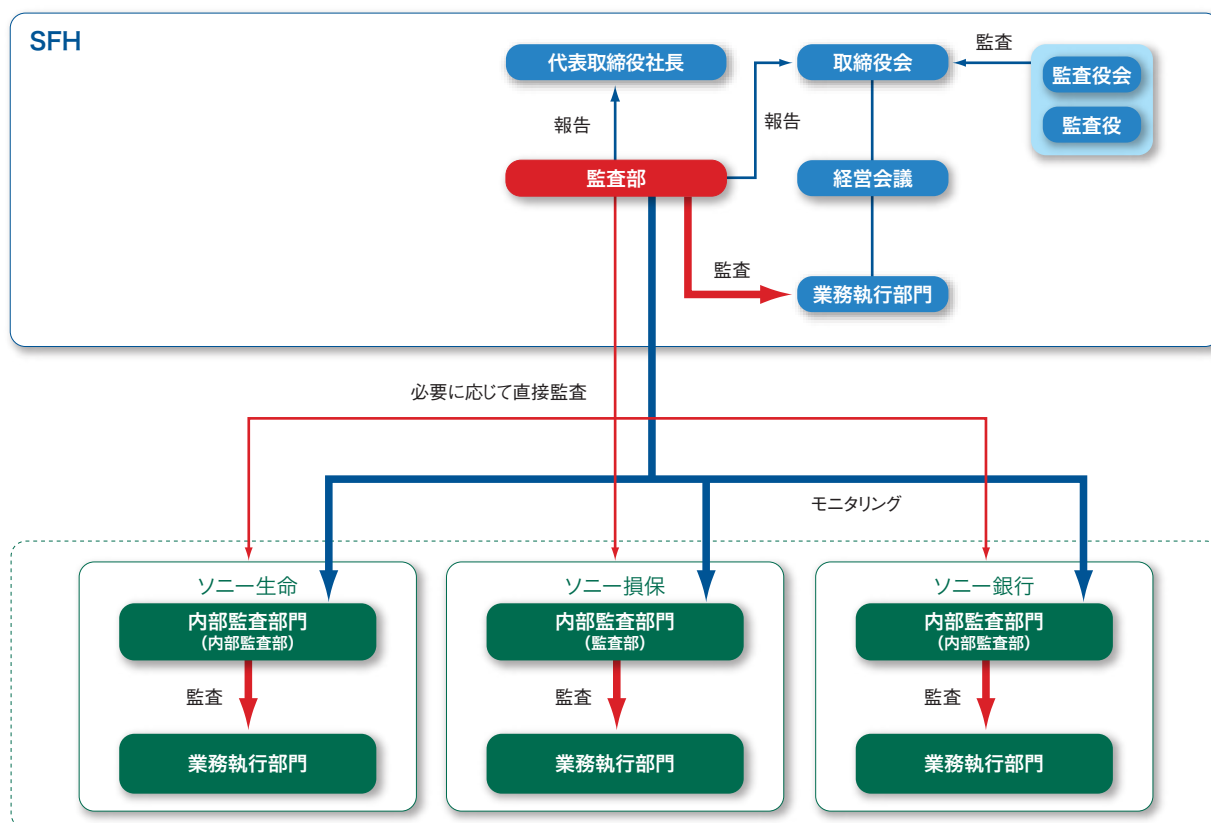 SFH
監査
代表取締役社長
取締役会
監査役会
報告
報告
監査役
監査部
経営会議
監査
業務執行部門
必要に応じて直接監査
モニタリング
ソニー生命
内部監査部門
（内部監査部）
監査
業務執行部門
ソニー損保
内部監査部門
（監査部）
監査
業務執行部門
ソニー銀行
内部監査部門
（内部監査部）
監査
業務執行部門